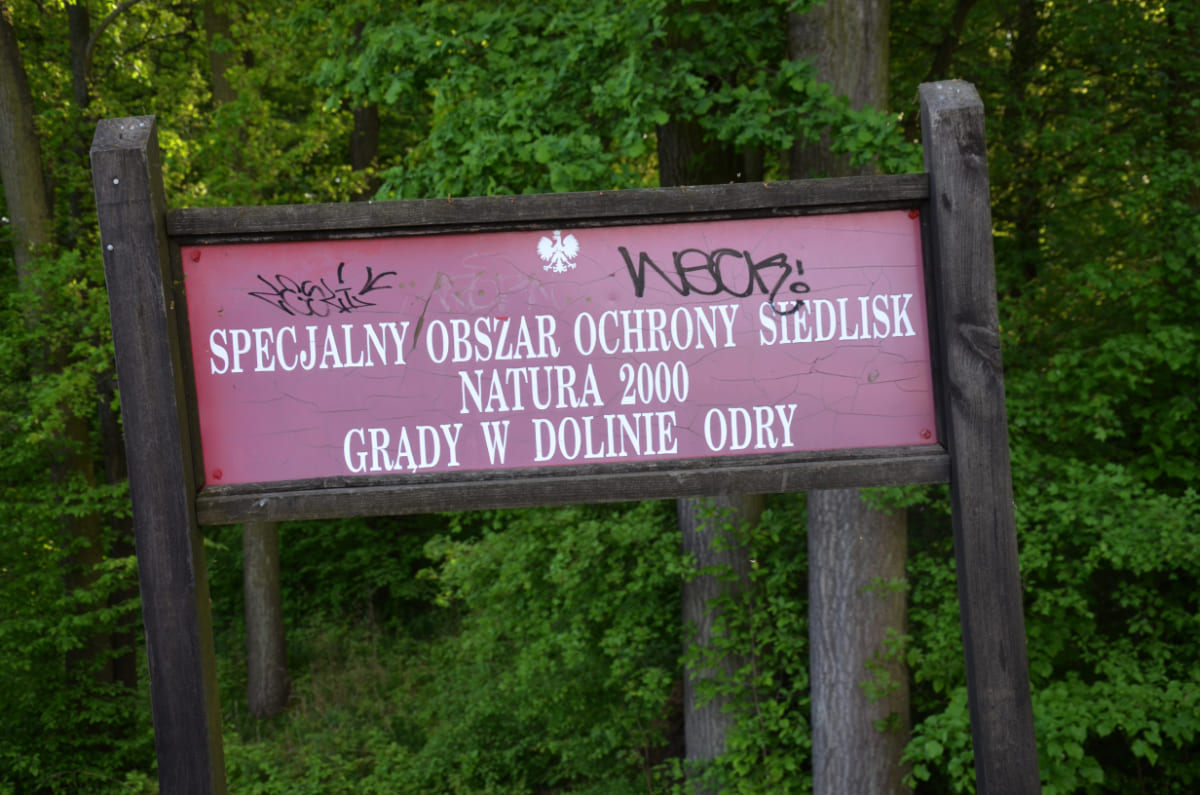 SPECJALNY OBSZAR OCHRONY SIEDLISK
NATURA 2000
GRĄDY W DOLINIE ODRY